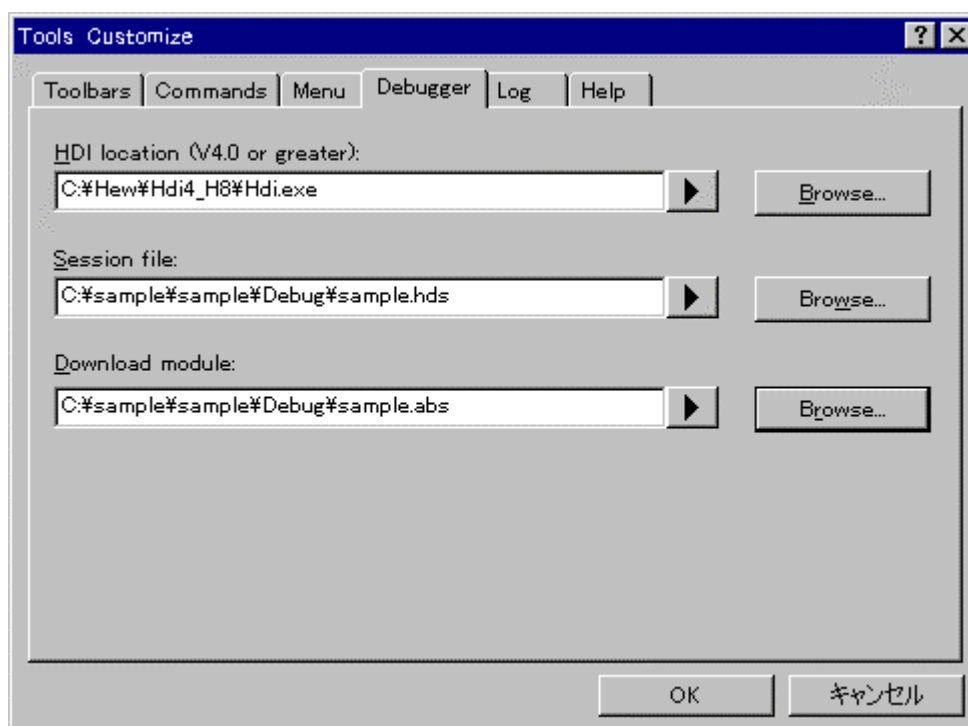 Tools Customize
Toolbars Commands Menu Debugger Log Help
HDI location (V4.0 or greater):
C:¥Hew¥Hdi4_H8¥Hdi.exe Browse...
Session file:
C:¥sample¥sample¥Debug¥sample.hds Browse...
Download module:
C:¥sample¥sample¥Debug¥sample.abs Browse...
OK キャンセル